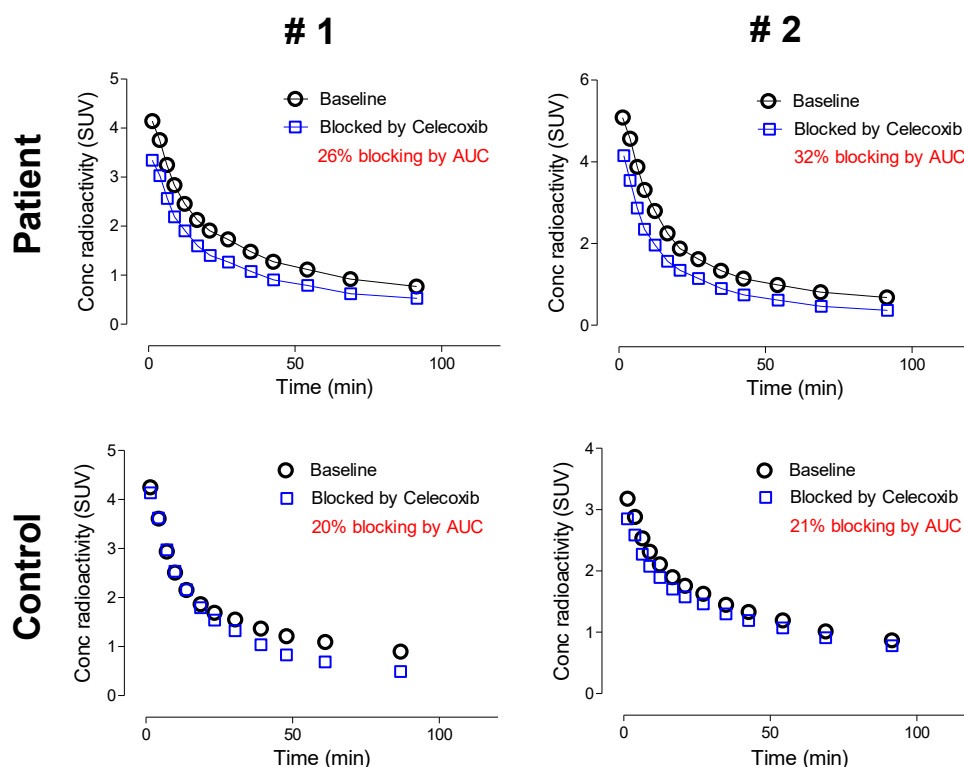 # 1
# 2
Patient
Conc radioactivity (SUV)
5
4
3
2
1
0
Baseline
Blocked by Celecoxib
26% blocking by AUC
0
50
100
Time (min)
Conc radioactivity (SUV)
6
4
2
0
Baseline
Blocked by Celecoxib
32% blocking by AUC
0
50
100
Time (min)
Control
Conc radioactivity (SUV)
5
4
3
2
1
0
Baseline
Blocked by Celecoxib
20% blocking by AUC
0
50
100
Time (min)
Conc radioactivity (SUV)
4
3
2
1
0
Baseline
Blocked by Celecoxib
21% blocking by AUC
0
50
100
Time (min)